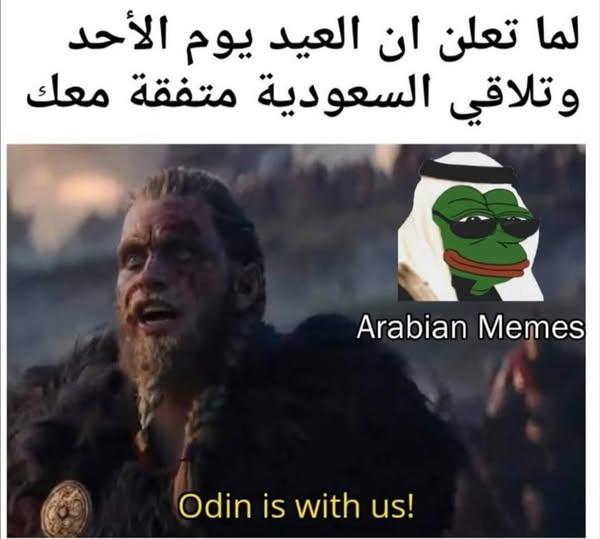 لما تعلن ان العيد يوم الأحد
وتلاقي السعودية متفقة معك
Arabian Memes
Odin is with us!